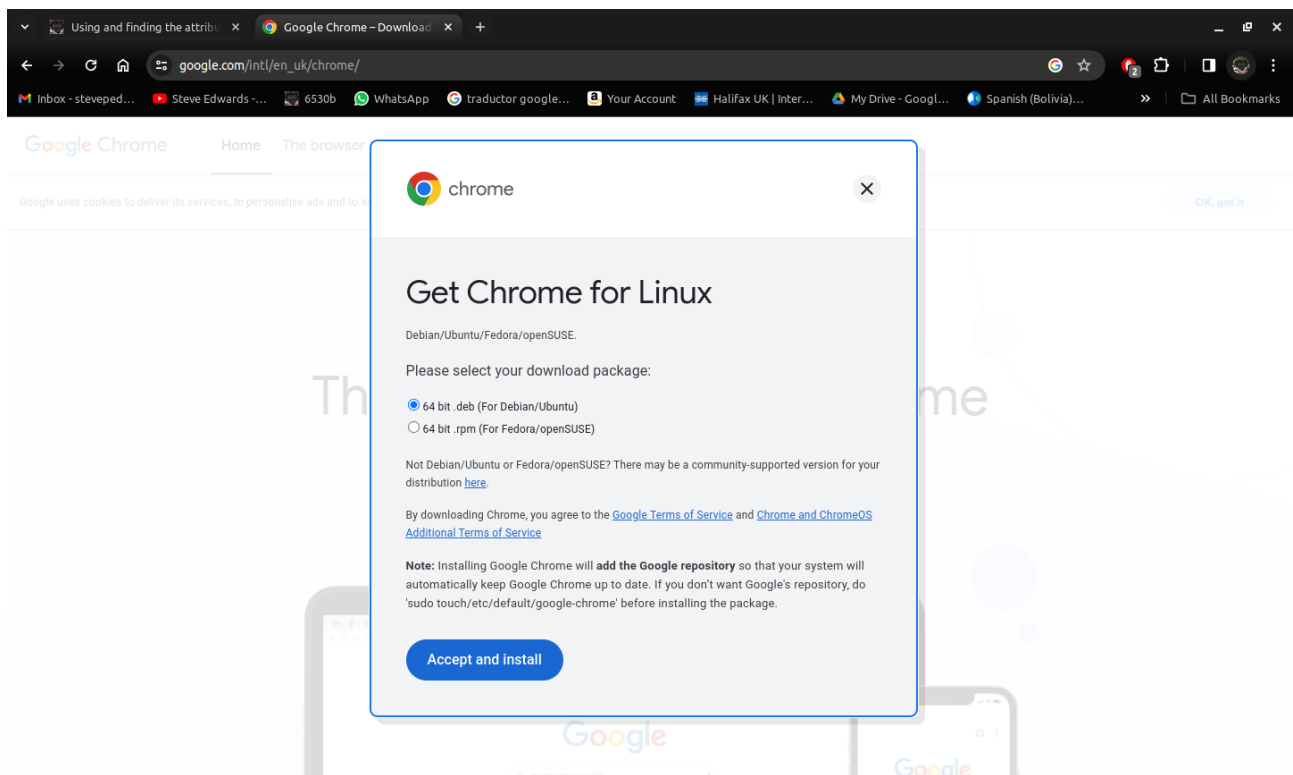 Using and finding the attribu
Google Chrome – Download
google.com/intl/en_uk/chrome/
2
Inbox - steveped...
Steve Edwards -...
6530b
WhatsApp
traductor google...
Your Account
Halifax UK | Inter...
My Drive - Googl...
Spanish (Bolivia)...
»
All Bookmarks
Google Chrome
Home
The browser
Google uses cookies to deliver its services, to personalise ads and to a
OK, got it
chrome
Get Chrome for Linux
Debian/Ubuntu/Fedora/openSUSE.
Please select your download package:
64 bit .deb (For Debian/Ubuntu)
64 bit .rpm (For Fedora/openSUSE)
Not Debian/Ubuntu or Fedora/openSUSE? There may be a community-supported version for your
distribution here.
By downloading Chrome, you agree to the Google Terms of Service and Chrome and ChromeOS
Additional Terms of Service
Note: Installing Google Chrome will add the Google repository so that your system will
automatically keep Google Chrome up to date. If you don't want Google's repository, do
'sudo touch/etc/default/google-chrome' before installing the package.
Accept and install
Th
me
Google
Google